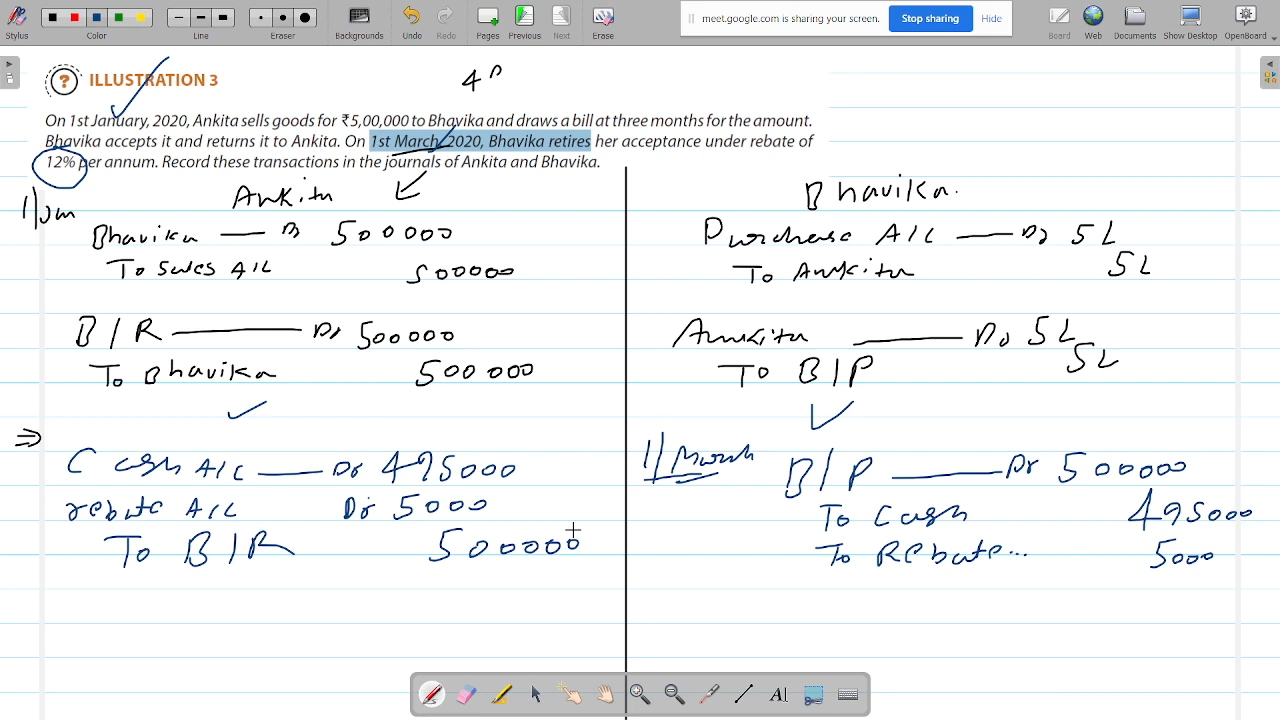 Stylus Color Line Eraser Backgrounds Undo Redo Pages Previous Next Erase
meet.google.com is sharing your screen. Stop sharing Hide
Board Web Documents Show Desktop OpenBoard
? ILLUSTRATION 3
On 1st January, 2020, Ankita sells goods for ₹5,00,000 to Bhavika and draws a bill at three months for the amount.
Bhavika accepts it and returns it to Ankita. On 1st March, 2020, Bhavika retires her acceptance under rebate of
12% per annum. Record these transactions in the journals of Ankita and Bhavika.
Ankita
1/Jan
Bhavika — Dr 500000
To Sales A/C 500000
B/R — Dr 500000
To Bhavika 500000
⇒
Cash A/C — Dr 495000
rebate A/C Dr 5000
To B/R 500000
Bhavika.
Purchase A/C — Dr 5L
To Ankita 5L
Ankita — Dr 5L
To B/P 5L
1/March
B/P — Dr 500000
To Cash 495000
To Rebate... 5000
AI